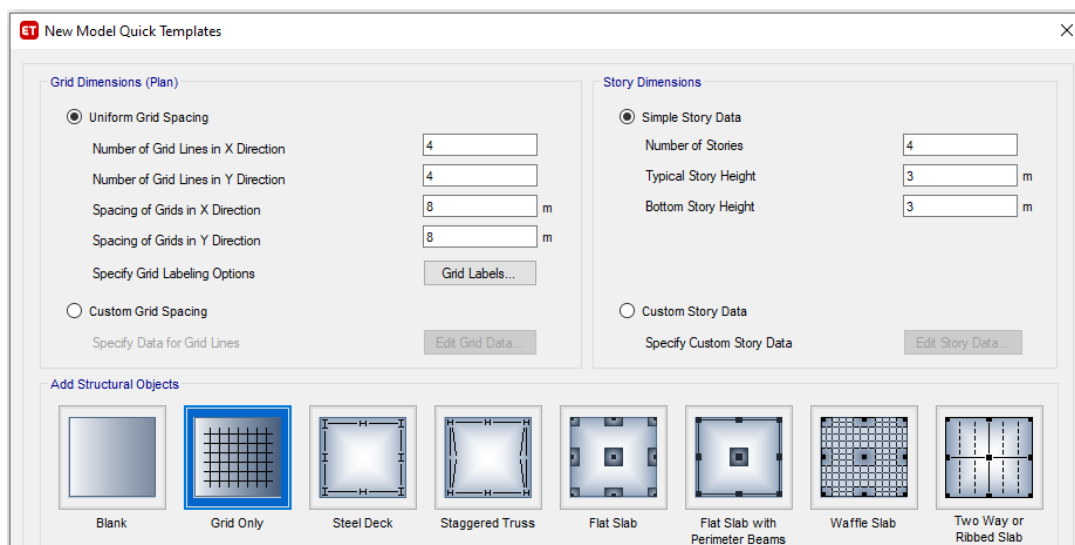 ET New Model Quick Templates
Grid Dimensions (Plan)
Uniform Grid Spacing
Number of Grid Lines in X Direction 4
Number of Grid Lines in Y Direction 4
Spacing of Grids in X Direction 8 m
Spacing of Grids in Y Direction 8 m
Specify Grid Labeling Options Grid Labels...
Custom Grid Spacing
Specify Data for Grid Lines Edit Grid Data...
Story Dimensions
Simple Story Data
Number of Stories 4
Typical Story Height 3 m
Bottom Story Height 3 m
Custom Story Data
Specify Custom Story Data Edit Story Data...
Add Structural Objects
Blank
Grid Only
Steel Deck
Staggered Truss
Flat Slab
Flat Slab with
Perimeter Beams
Waffle Slab
Two Way or
Ribbed Slab